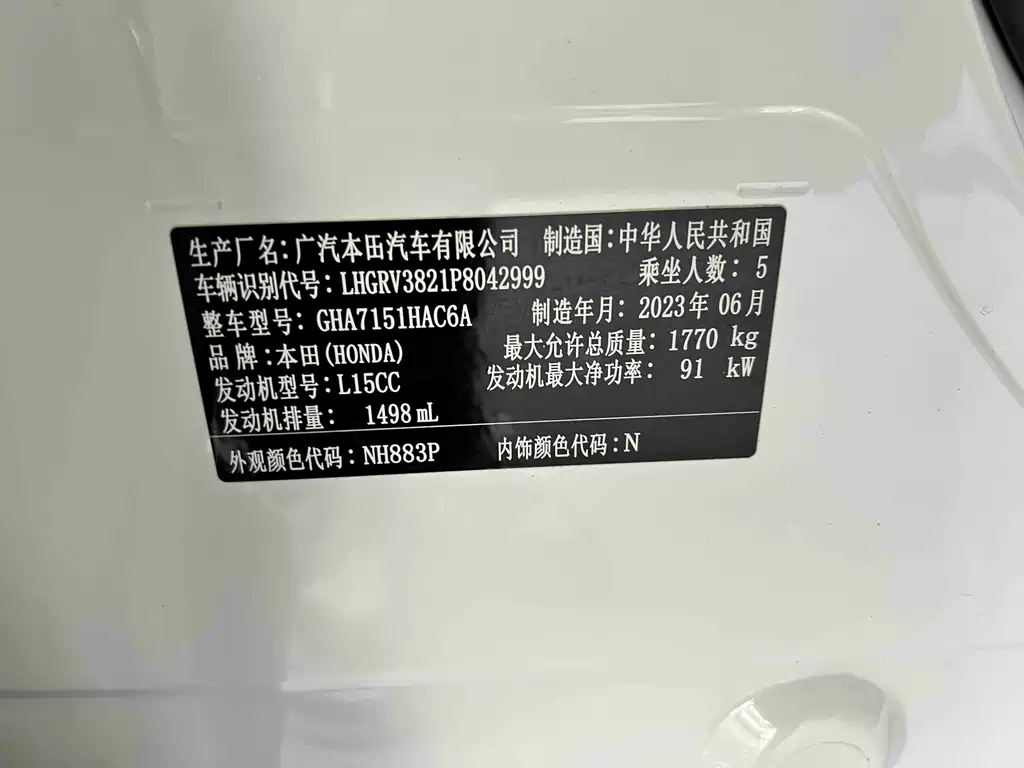 生产厂名:广汽本田汽车有限公司 制造国:中华人民共和国
车辆识别代号:LHGRV3821P8042999 乘坐人数:5
整车型号:GHA7151HAC6A 制造年月:2023年06月
品牌:本田(HONDA) 最大允许总质量:1770 kg
发动机型号:L15CC 发动机最大净功率:91 kW
发动机排量: 1498mL
外观颜色代码:NH883P 内饰颜色代码:N